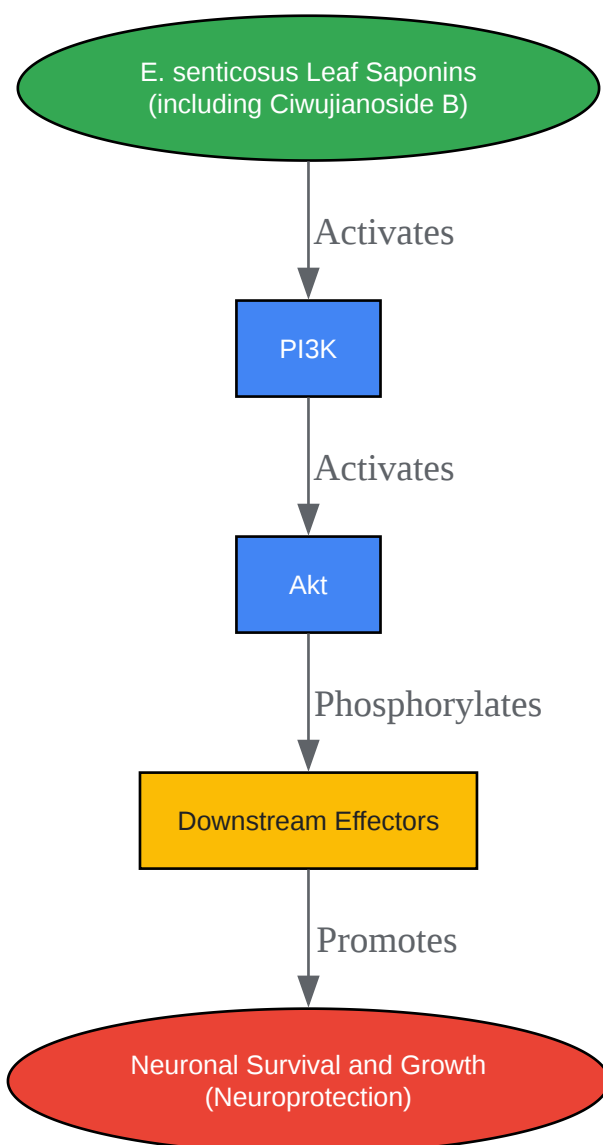 E. senticosus Leaf Saponins
(including Ciwujianoside B)
Activates
PI3K
Activates
Akt
Phosphorylates
Downstream Effectors
Promotes
Neuronal Survival and Growth
(Neuroprotection)